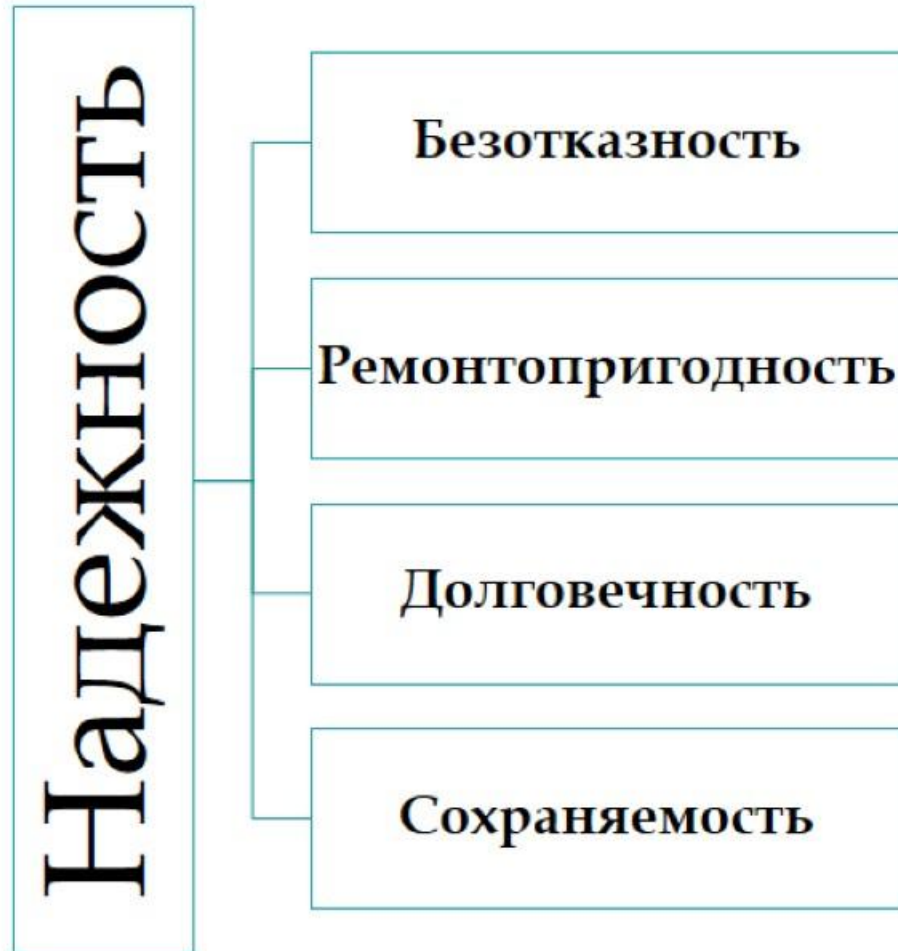 Надежность
Безотказность
Ремонтопригодность
Долговечность
Сохраняемость